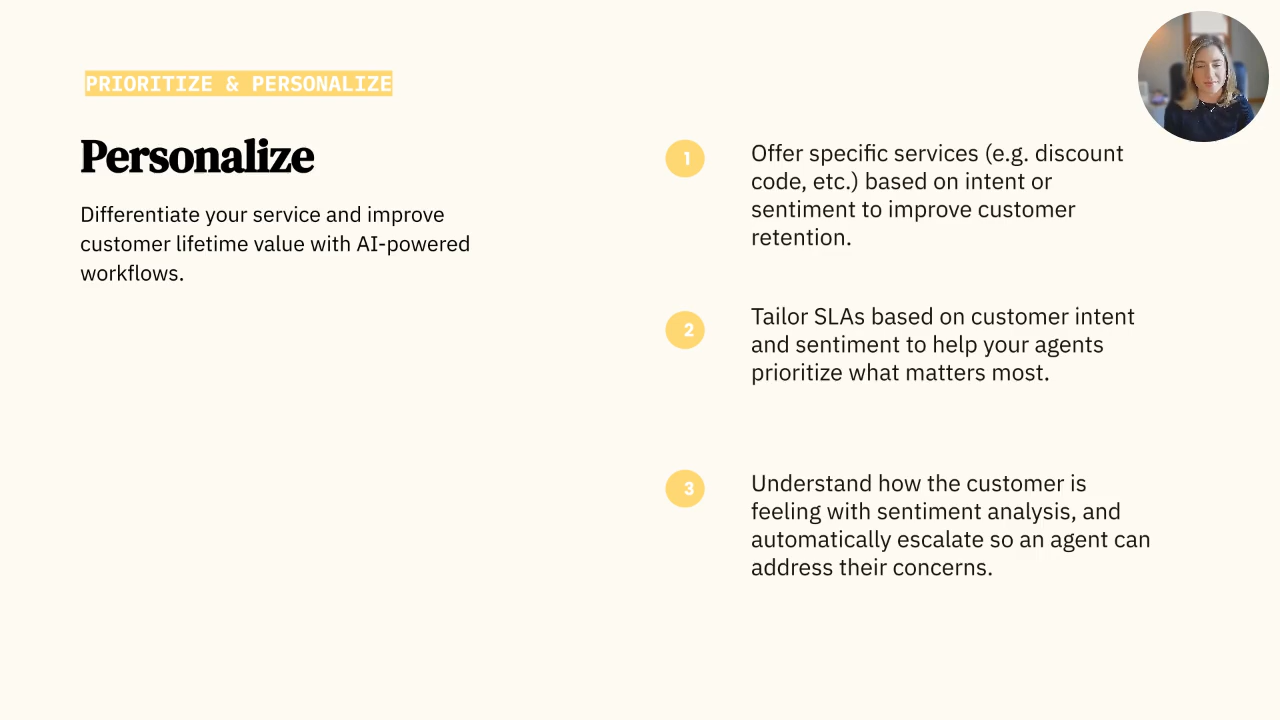 PRIORITIZE & PERSONALIZE
Personalize
Differentiate your service and improve
customer lifetime value with AI-powered
workflows.
1
Offer specific services (e.g. discount
code, etc.) based on intent or
sentiment to improve customer
retention.
2
Tailor SLAs based on customer intent
and sentiment to help your agents
prioritize what matters most.
3
Understand how the customer is
feeling with sentiment analysis, and
automatically escalate so an agent can
address their concerns.